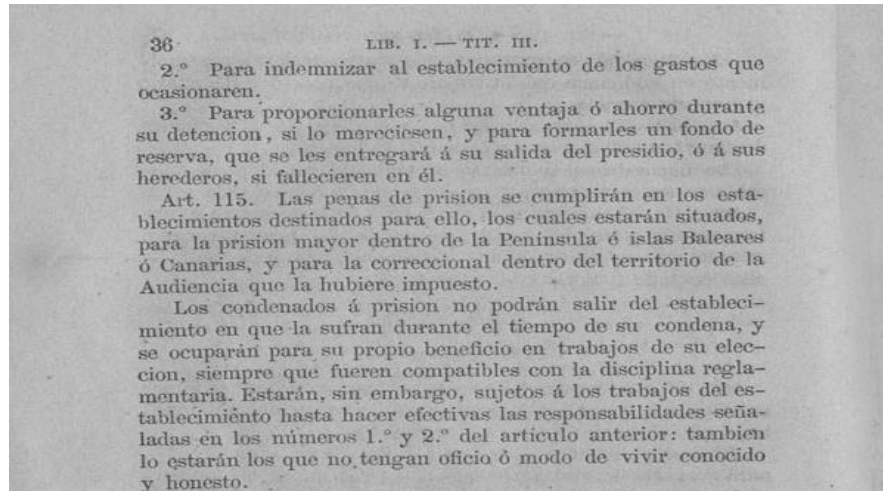 36 LIB. I. — TIT. III.
2.º Para indemnizar al establecimiento de los gastos que
ocasionaren.
3.º Para proporcionarles alguna ventaja ó ahorro durante
su detencion, si lo mereciesen, y para formarles un fondo de
reserva, que se les entregará á su salida del presidio, ó á sus
herederos, si fallecieren en él.
Art. 115. Las penas de prision se cumplirán en los esta-
blecimientos destinados para ello, los cuales estarán situados,
para la prision mayor dentro de la Península ó islas Baleares
ó Canarias, y para la correccional dentro del territorio de la
Audiencia que la hubiere impuesto.
Los condenados á prision no podrán salir del estableci-
miento en que la sufran durante el tiempo de su condena, y
se ocuparán para su propio beneficio en trabajos de su elec-
cion, siempre que fueren compatibles con la disciplina regla-
mentaria. Estarán, sin embargo, sujetos á los trabajos del es-
tablecimiento hasta hacer efectivas las responsabilidades seña-
ladas en los números 1.º y 2.º del artículo anterior: tambien
lo estarán los que no tengan oficio ó modo de vivir conocido
y honesto.